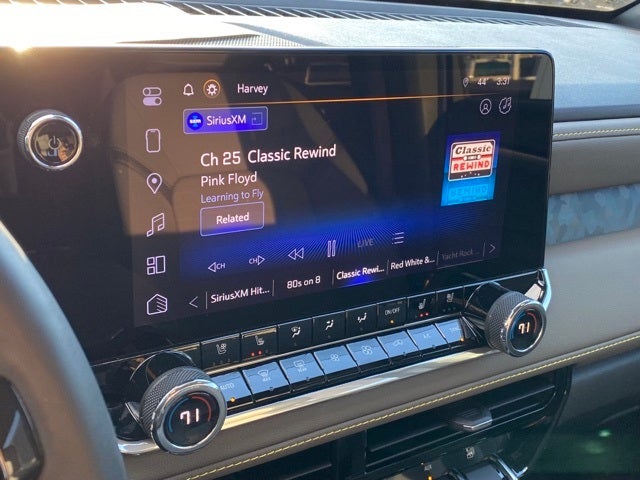 Harvey
44° 3:31
SiriusXM
Ch 25 Classic Rewind
Pink Floyd
Learning to Fly
Related
Classic
REWIND
CH CH LIVE
SiriusXM Hit... 80s on 8 Classic Rewi... Red White &... Yacht Rock
ON/OFF
AUTO REAR A/C
71
71